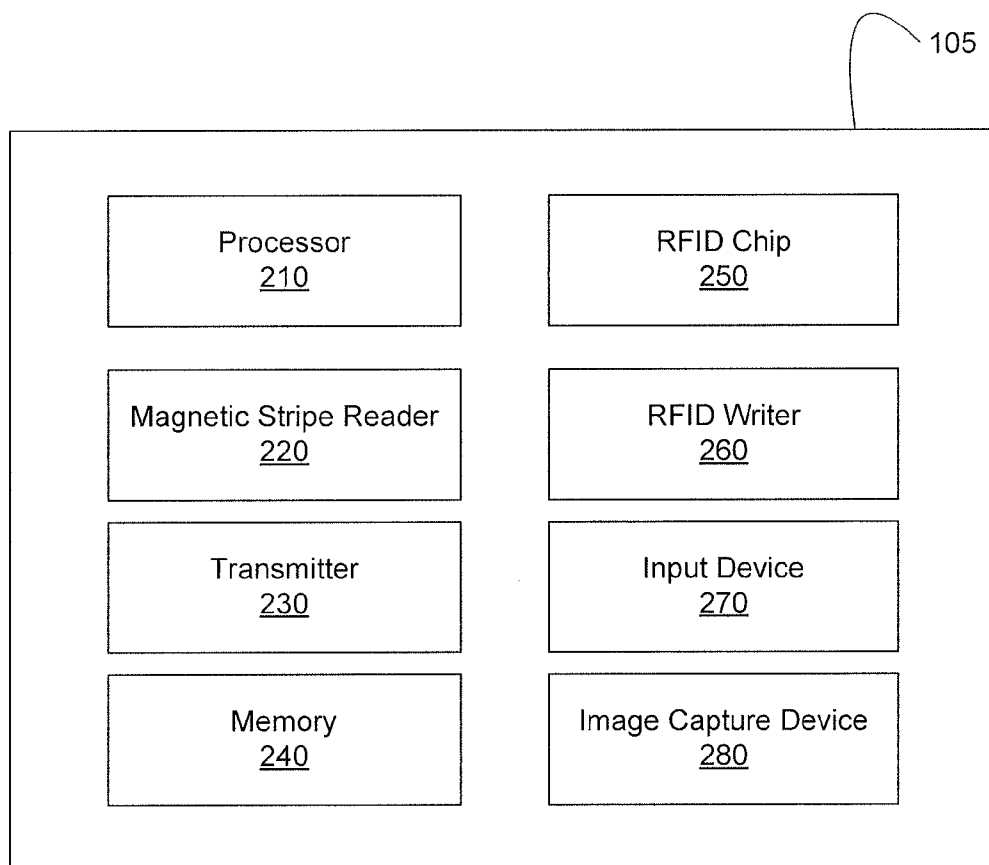 105
Processor
210
RFID Chip
250
Magnetic Stripe Reader
220
RFID Writer
260
Transmitter
230
Input Device
270
Memory
240
Image Capture Device
280